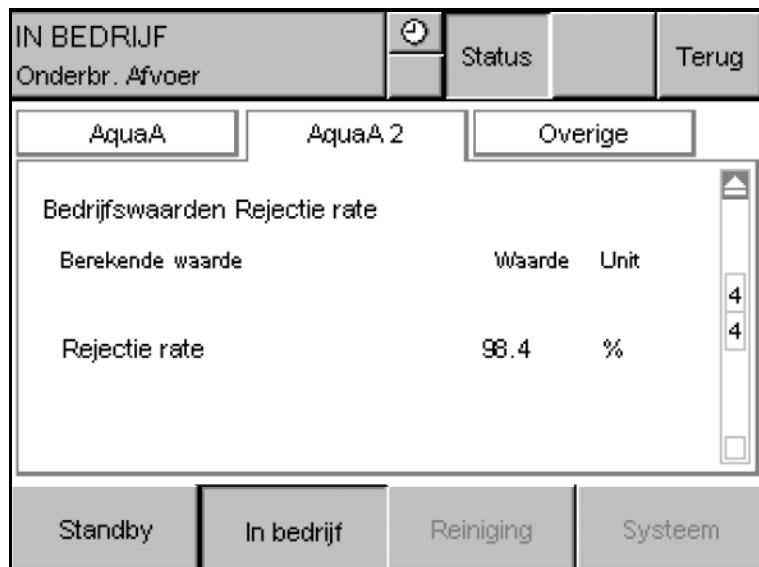 IN BEDRIJF
Onderbr. Afvoer
Status
Terug
AquaA
AquaA 2
Overige
Bedrijfswaarden Rejectie rate
Berekende waarde Waarde Unit
4
4
Rejectie rate 98.4 %
Standby
In bedrijf
Reiniging
Systeem